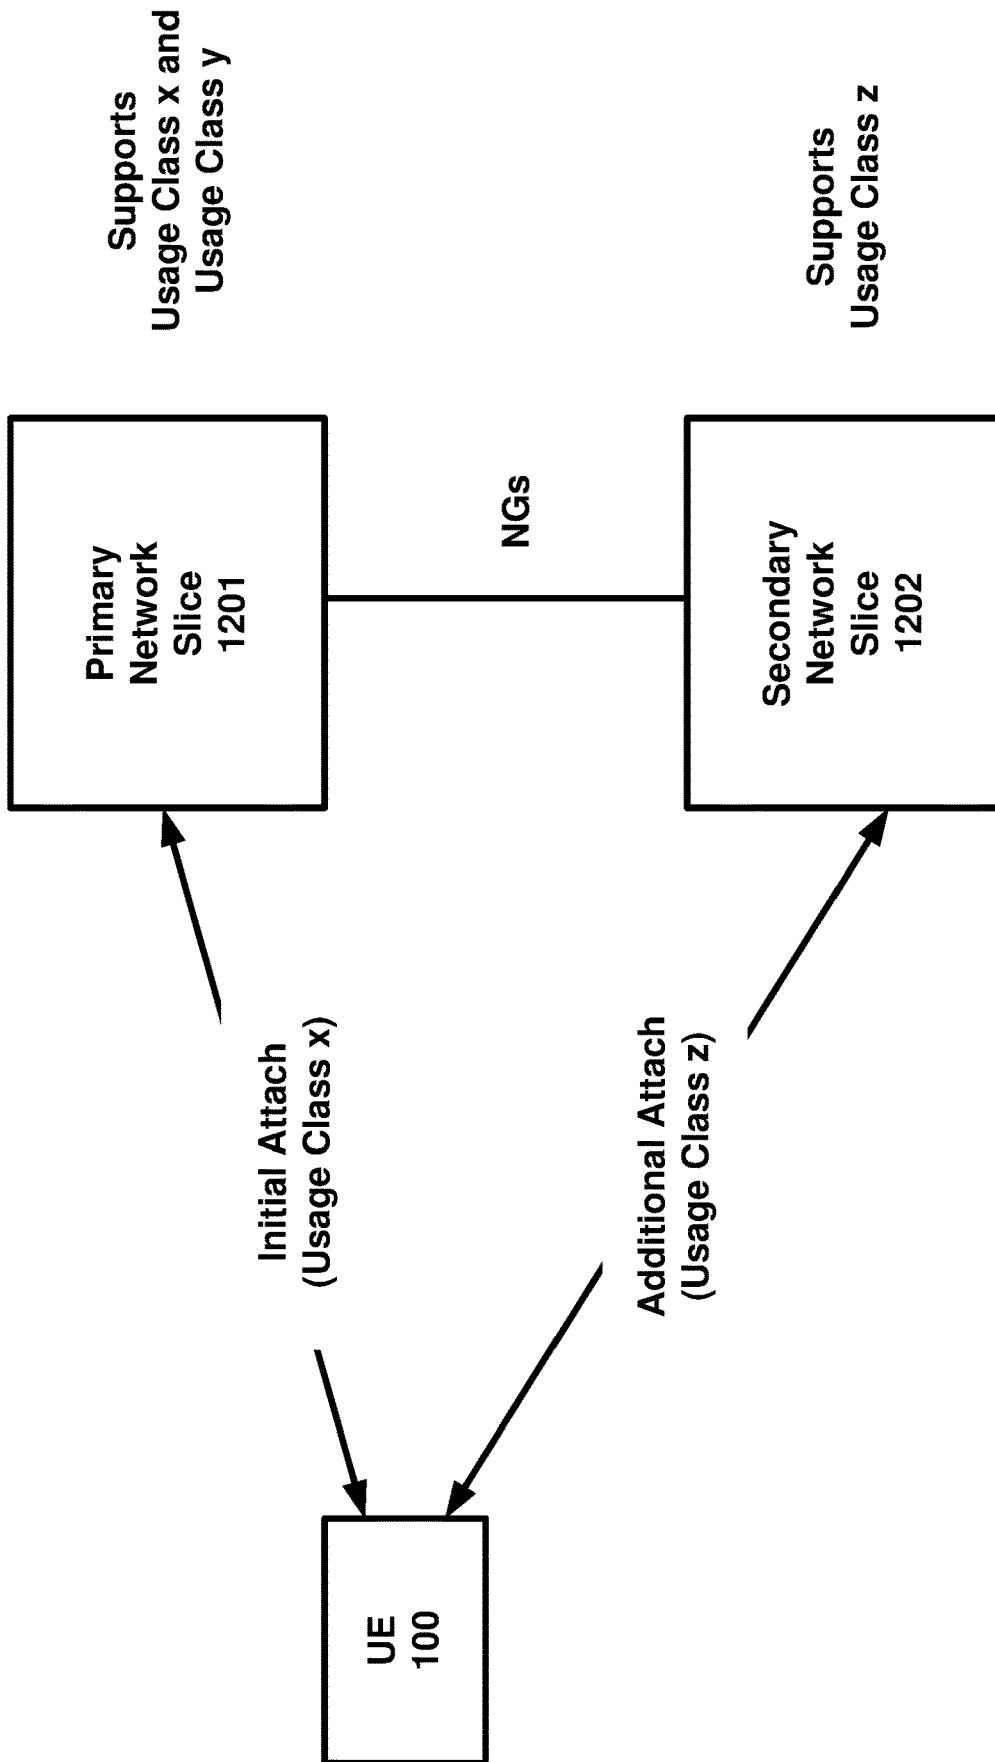 UE
100
Initial Attach
(Usage Class x)
Additional Attach
(Usage Class z)
Primary
Network
Slice
1201
NGs
Secondary
Network
Slice
1202
Supports
Usage Class x and
Usage Class y
Supports
Usage Class z